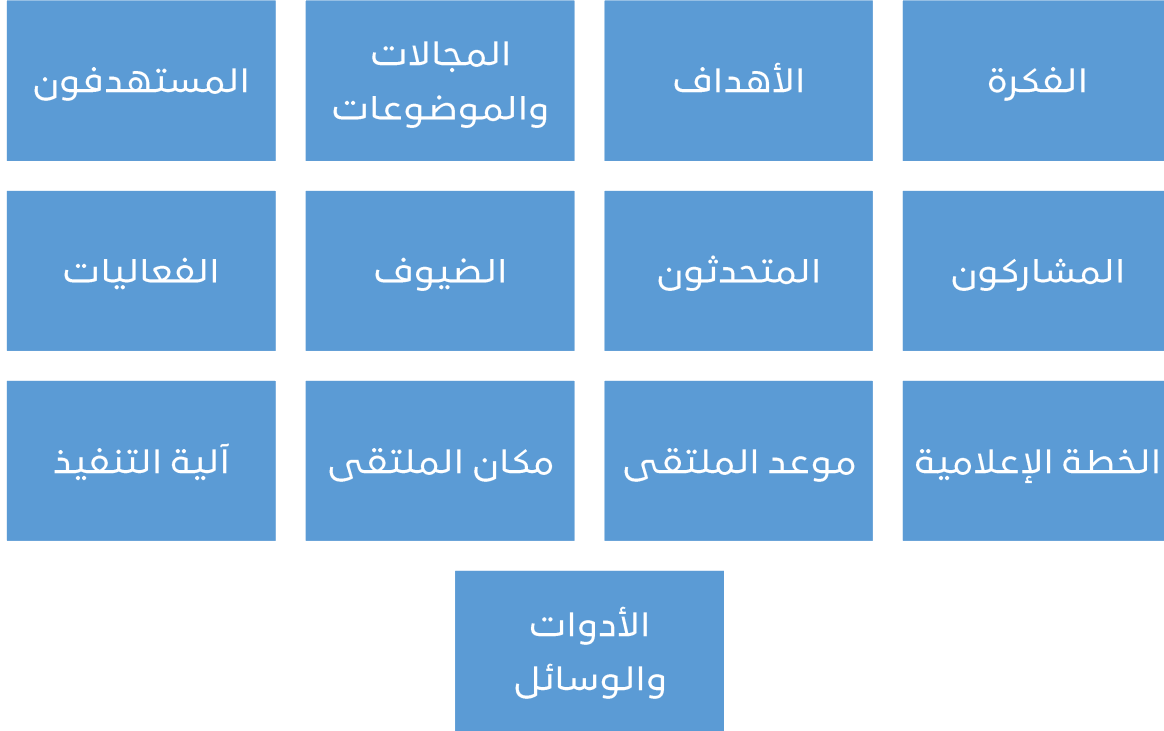 الفكرة
الأهداف
المجالات
والموضوعات
المستهدفون
المشاركون
المتحدثون
الضيوف
الفعاليات
الخطة الإعلامية
موعد الملتقى
مكان الملتقى
آلية التنفيذ
الأدوات
والوسائل